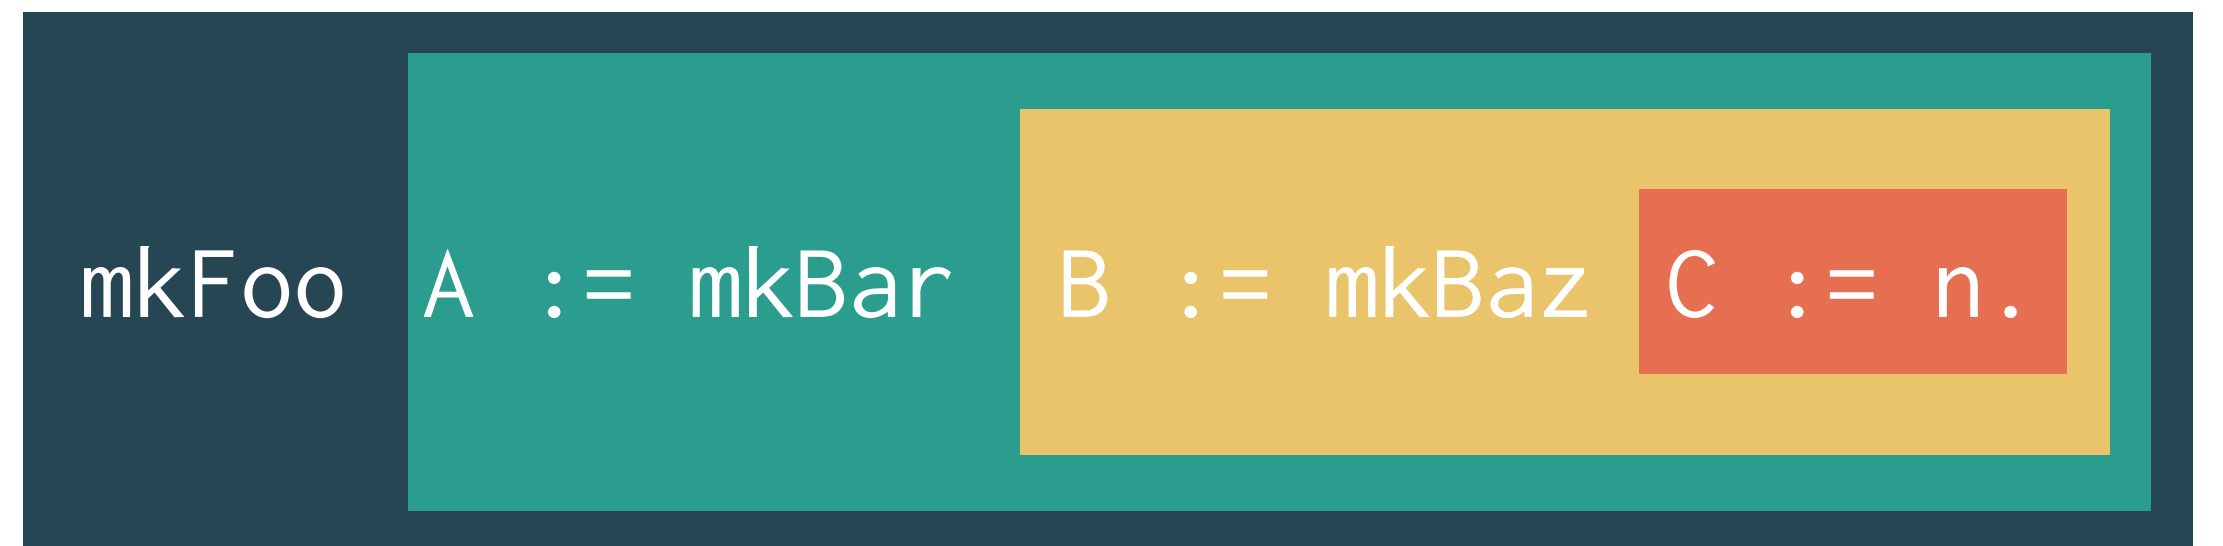 mkFoo A := mkBar B := mkBaz C := n.